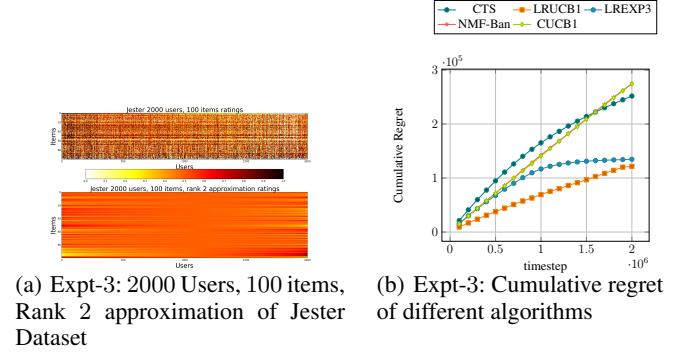 CTS LRUCB1 LREXP3
NMF-Ban CUCB1
Jester 2000 users, 100 items ratings
Items
Users
Jester 2000 users, 100 items, rank 2 approximation ratings
Items
Users
·10^5
3
2
1
0
Cumulative Regret
0 0.5 1 1.5 2
timestep
·10^6
(a) Expt-3: 2000 Users, 100 items,
Rank 2 approximation of Jester
Dataset
(b) Expt-3: Cumulative regret
of different algorithms